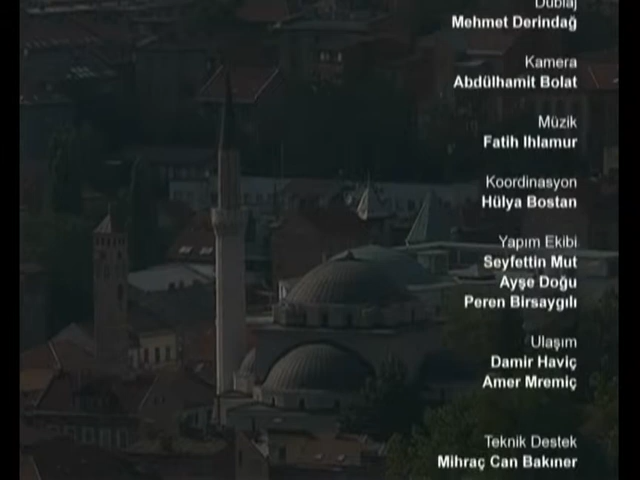 Dublaj
Mehmet Derindağ
Kamera
Abdülhamit Bolat
Müzik
Fatih Ihlamur
Koordinasyon
Hülya Bostan
Yapım Ekibi
Seyfettin Mut
Ayşe Doğu
Peren Birsaygılı
Ulaşım
Damir Haviç
Amer Mremiç
Teknik Destek
Mihraç Can Bakıner